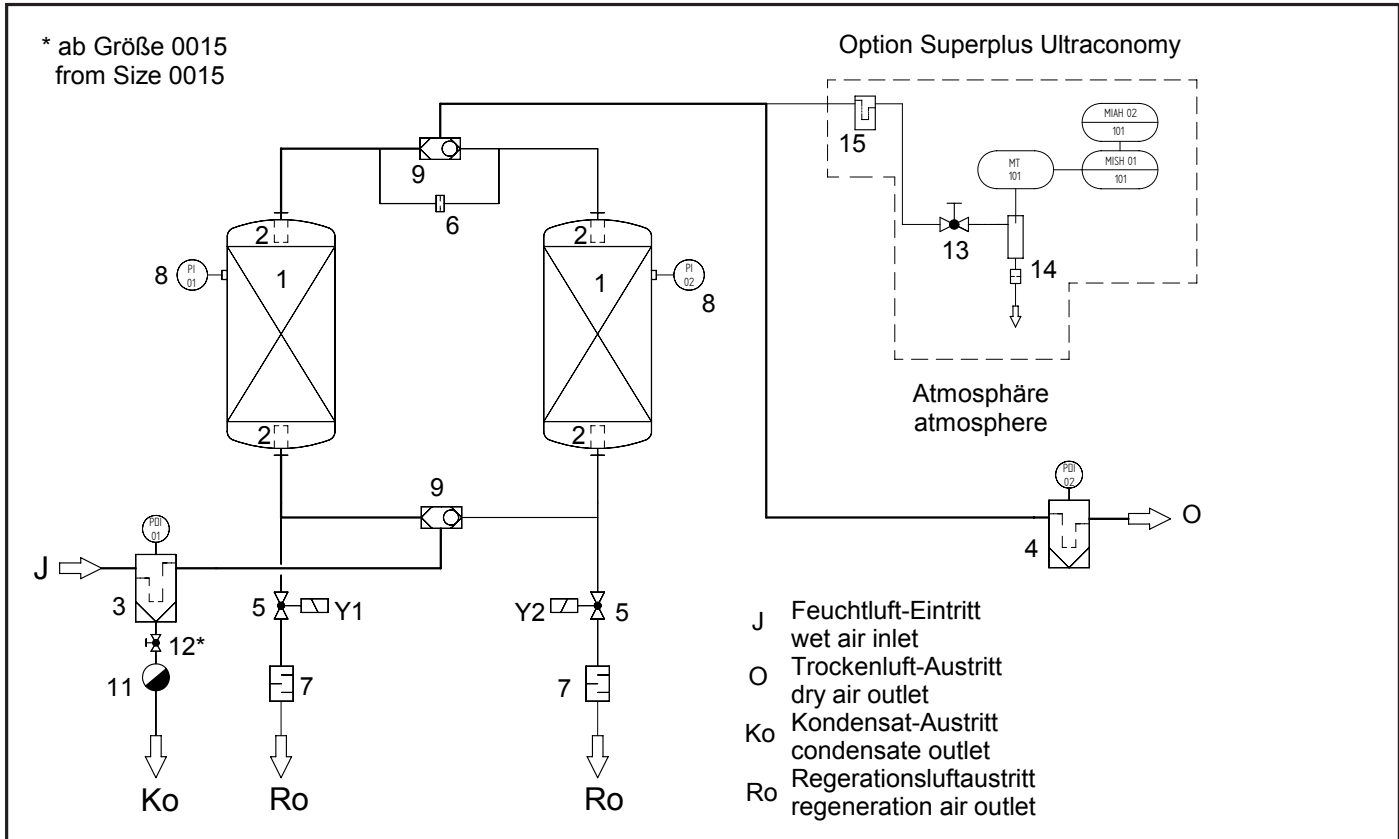 * ab Größe 0015
from Size 0015
Option Superplus Ultraconomy
15
MIAH 02
101
MT
101
MISH 01
101
9
6
13
14
2
2
8
PI
01
1
1
PI
02
8
2
2
Atmosphäre
atmosphere
9
PDI
01
PDI
02
J
3
4
O
5
Y1
Y2
5
12*
11
7
7
Ko
Ro
Ro
J Feuchtluft-Eintritt
wet air inlet
O Trockenluft-Austritt
dry air outlet
Ko Kondensat-Austritt
condensate outlet
Ro Regerationsluftaustritt
regeneration air outlet